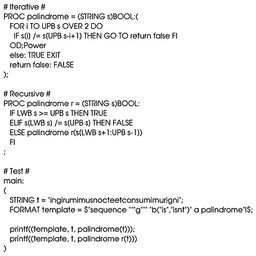 # Iterative #
PROC palindrome = (STRING s)BOOL:(
FOR i TO UPB s OVER 2 DO
IF s(i) /= s(UPB s-i+1) THEN GO TO return false FI
OD;Power
else: TRUE EXIT
return false: FALSE
);
# Recursive #
PROC palindrome r = (STRING s)BOOL:
IF LWB s >= UPB s THEN TRUE
ELIF s(LWB s) /= s(UPB s) THEN FALSE
ELSE palindrome r(s(LWB s+1:UPB s-1))
FI
;
# Test #
main:
(
STRING t = "ingirumimusnocteetconsumimurigni";
FORMAT template = $"sequence """g""" "b("is","isnt")" a palindrome"l$;
printf((template, t, palindrome(t)));
printf((template, t, palindrome r(t)))
)